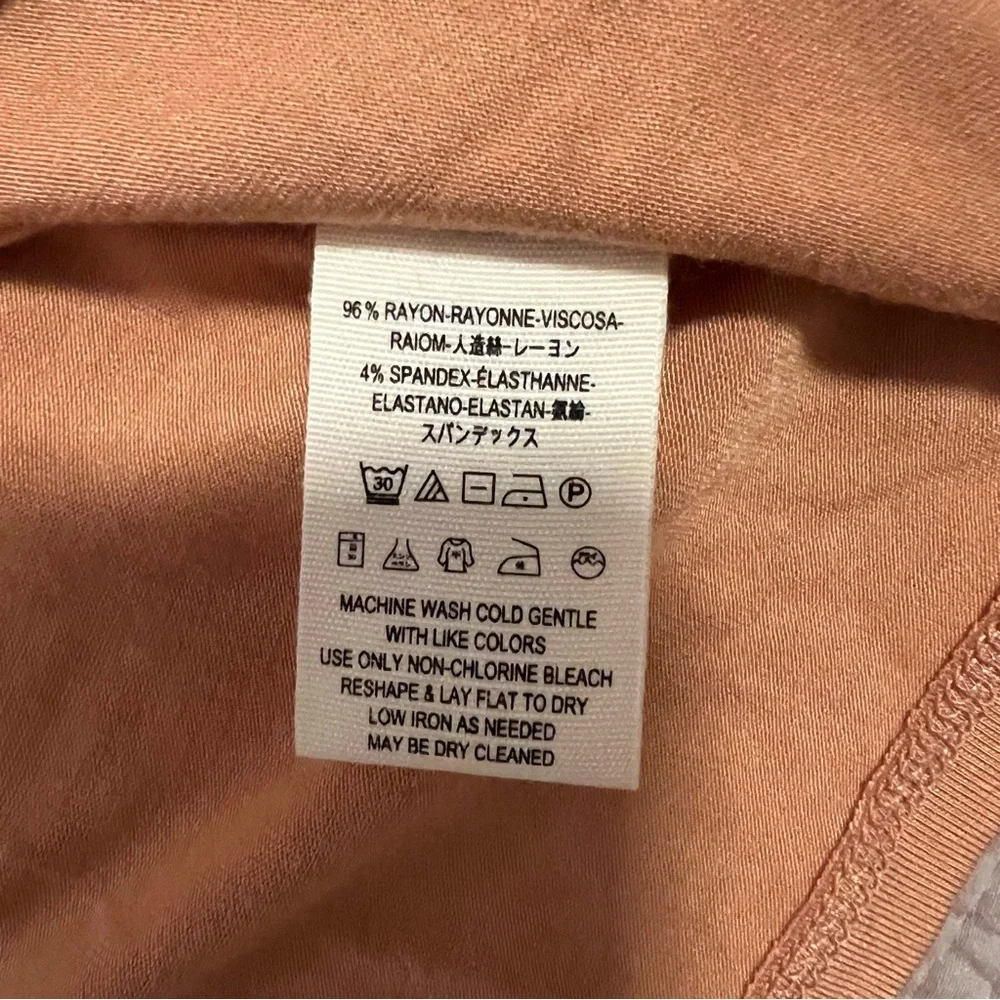 96% RAYON-RAYONNE-VISCOSA-
RAIOM-人造絲-レーヨン
4% SPANDEX-ÉLASTHANNE-
ELASTANO-ELASTAN-氨綸-
スパンデックス
30 P
MACHINE WASH COLD GENTLE
WITH LIKE COLORS
USE ONLY NON-CHLORINE BLEACH
RESHAPE & LAY FLAT TO DRY
LOW IRON AS NEEDED
MAY BE DRY CLEANED